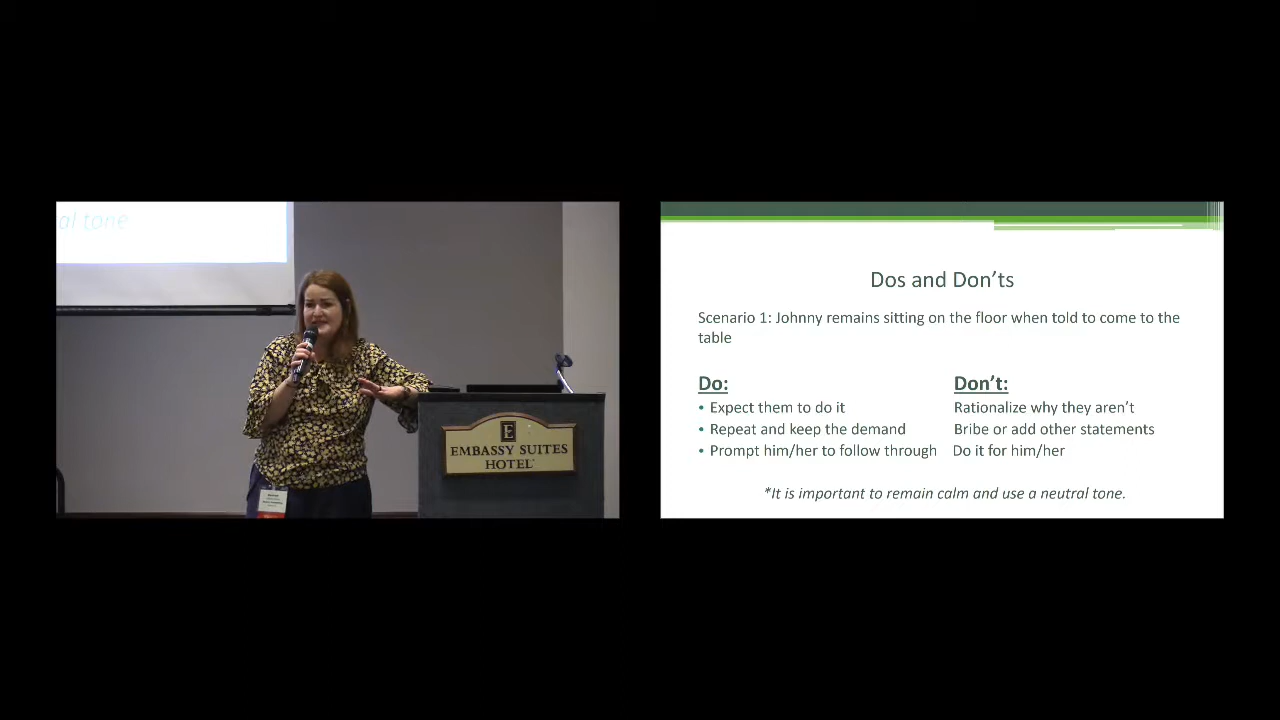 al tone
E
EMBASSY SUITES
HOTEL
Dos and Don'ts
Scenario 1: Johnny remains sitting on the floor when told to come to the
table
Do:
• Expect them to do it
• Repeat and keep the demand
• Prompt him/her to follow through
Don't:
Rationalize why they aren't
Bribe or add other statements
Do it for him/her
*It is important to remain calm and use a neutral tone.